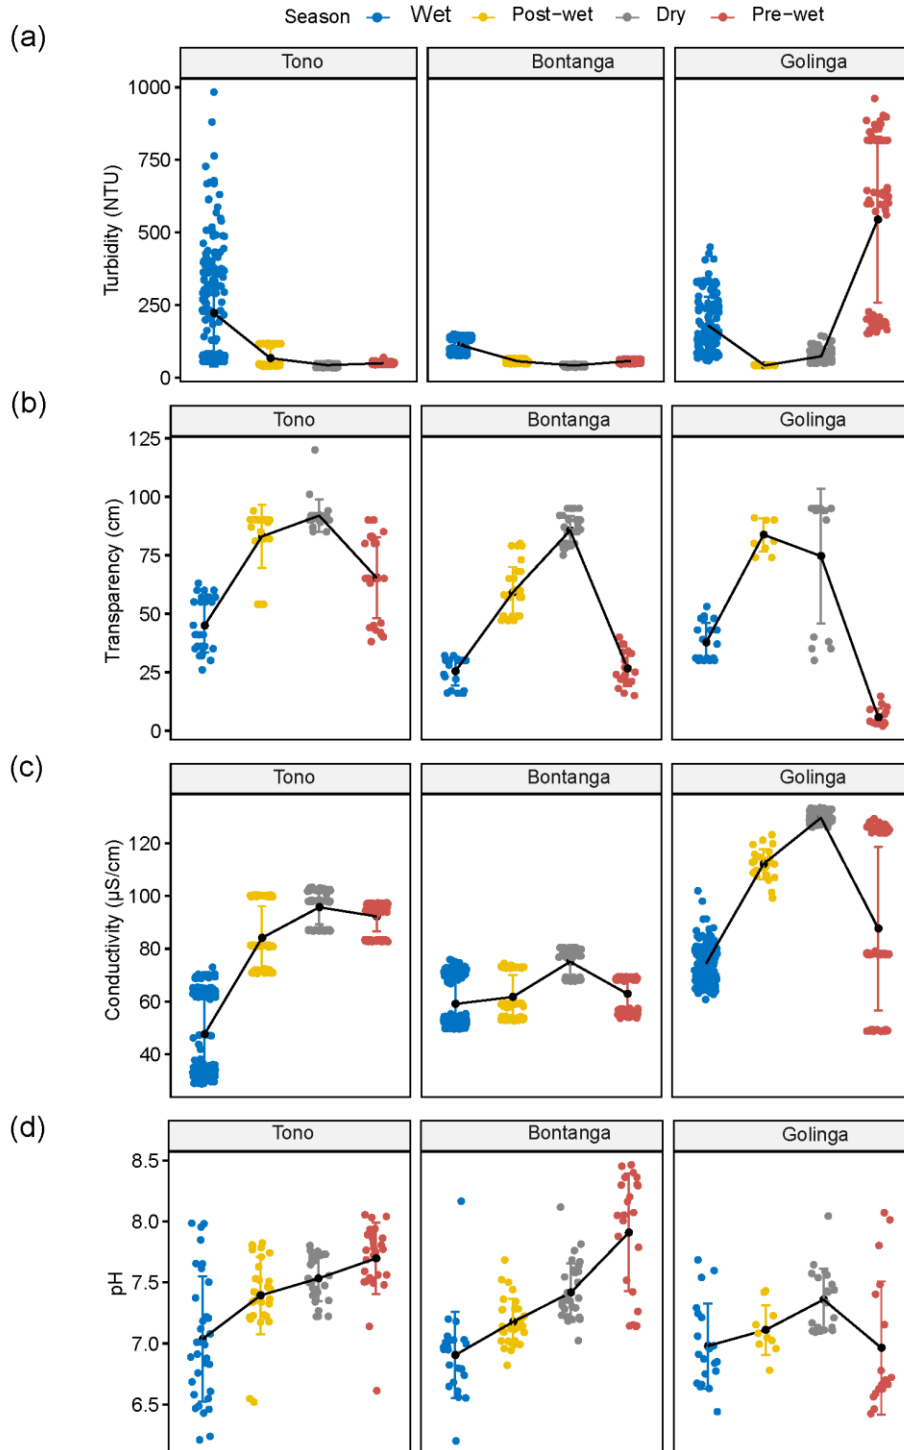 Season Wet Post-wet Dry Pre-wet
(a)
Tono Bontanga Golinga
Turbidity (NTU)
1000
750
500
250
0
(b)
Tono Bontanga Golinga
Transparency (cm)
125
100
75
50
25
0
(c)
Tono Bontanga Golinga
Conductivity (µS/cm)
120
100
80
60
40
(d)
Tono Bontanga Golinga
pH
8.5
8.0
7.5
7.0
6.5